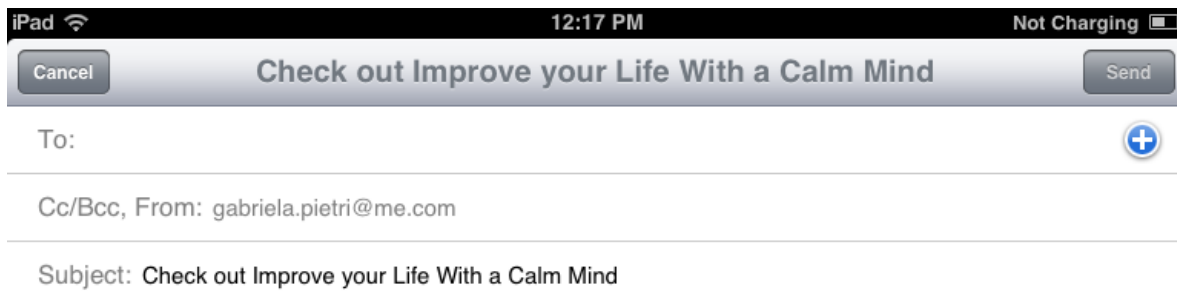 iPad 12:17 PM Not Charging
Cancel Check out Improve your Life With a Calm Mind Send
To:
Cc/Bcc, From: gabriela.pietri@me.com
Subject: Check out Improve your Life With a Calm Mind